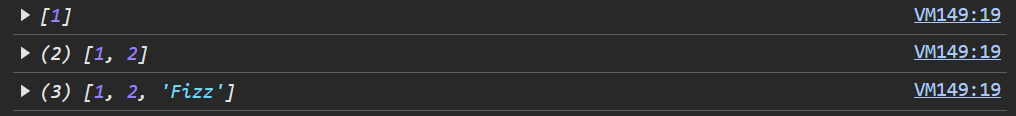 ▶ [1] VM149:19
▶ (2) [1, 2] VM149:19
▶ (3) [1, 2, 'Fizz'] VM149:19